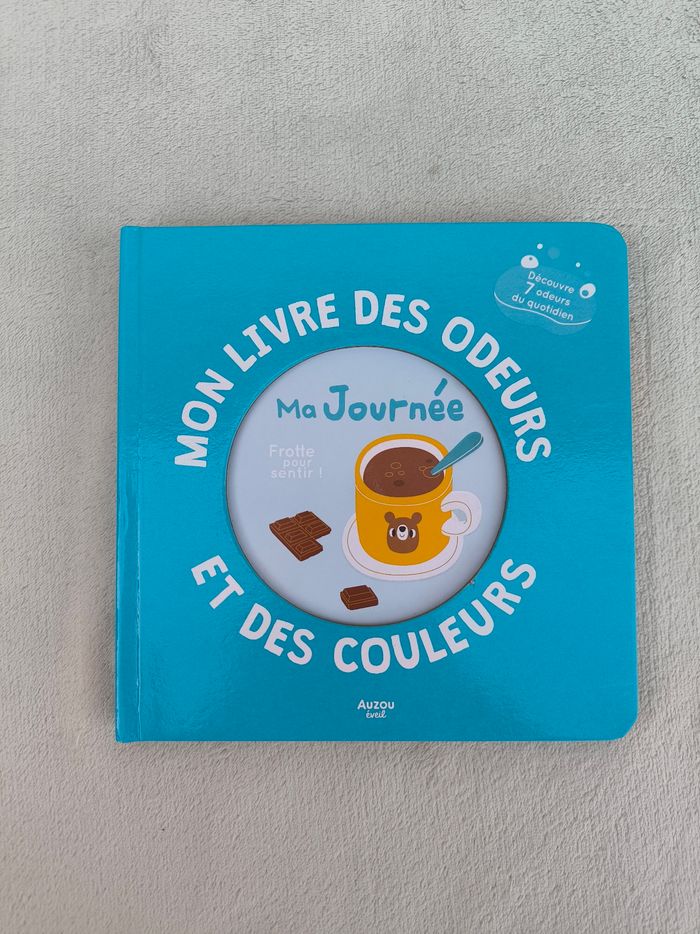 Découvre
7 odeurs
du quotidien
MON LIVRE DES ODEURS
Ma Journée
Frotte
pour
sentir !
ET DES COULEURS
AUZOU
éveil